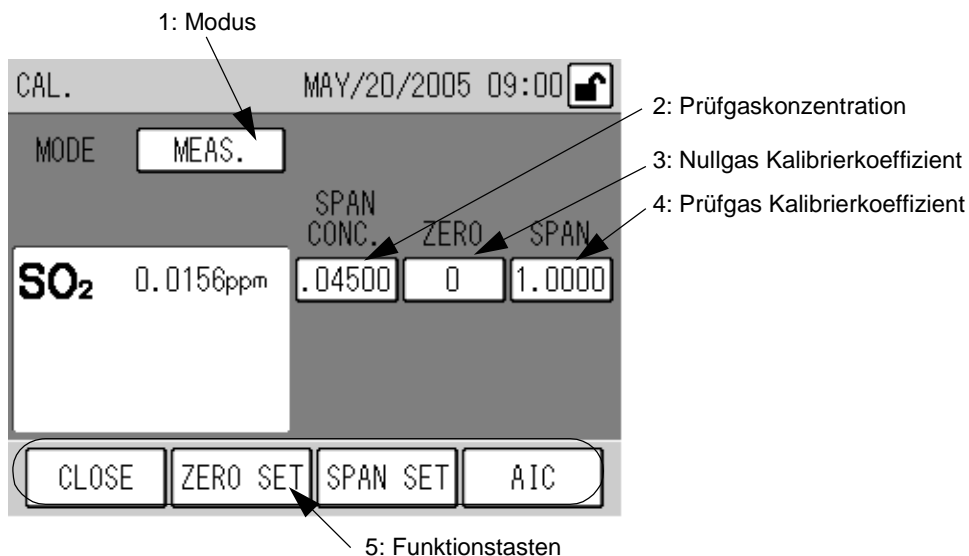 1: Modus
CAL. MAY/20/2005 09:00
2: Prüfgaskonzentration
MODE MEAS.
3: Nullgas Kalibrierkoeffizient
4: Prüfgas Kalibrierkoeffizient
SPAN
CONC. ZERO SPAN
SO₂ 0.0156ppm .04500 0 1.0000
CLOSE ZERO SET SPAN SET AIC
5: Funktionstasten